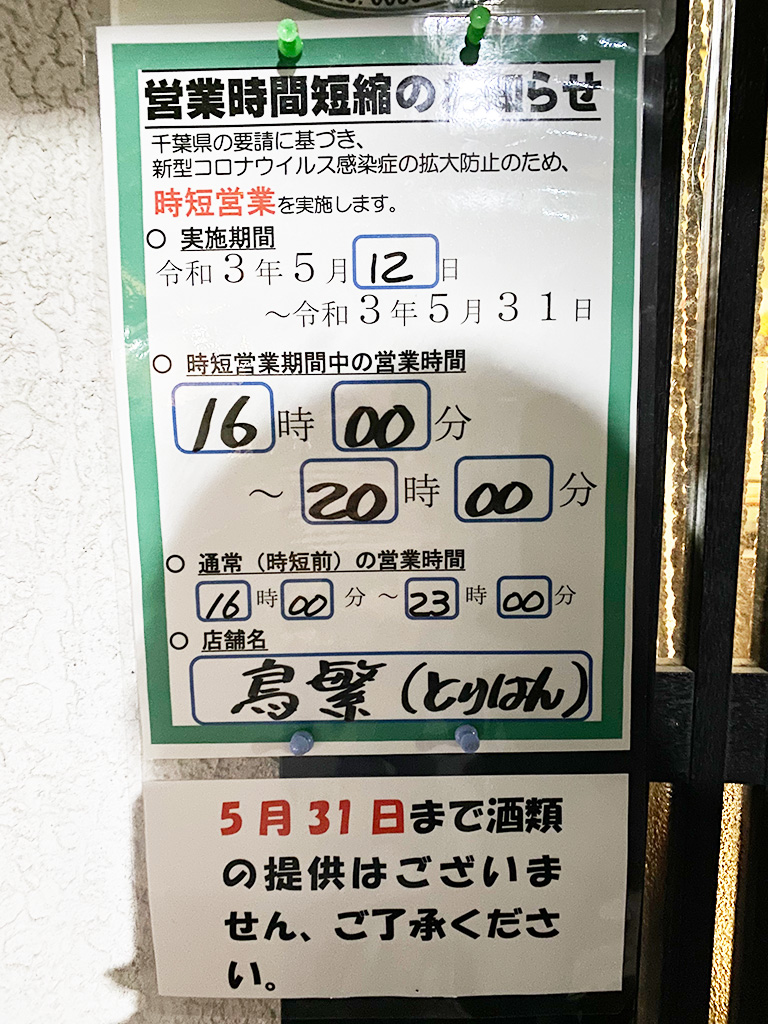 営業時間短縮のお知らせ
千葉県の要請に基づき、
新型コロナウイルス感染症の拡大防止のため、
時短営業を実施します。
○ 実施期間
令和3年5月12日
～令和3年5月31日
○ 時短営業期間中の営業時間
16時00分
～20時00分
○ 通常（時短前）の営業時間
16時00分～23時00分
○ 店舗名
鳥繁（とりはん）
5月31日まで酒類
の提供はございま
せん、ご了承くださ
い。